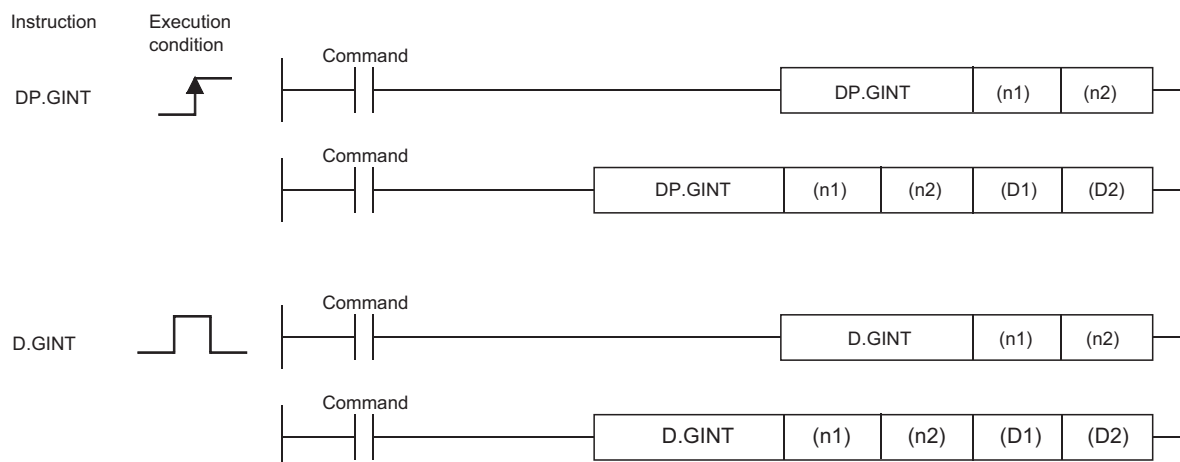 Instruction
Execution
condition
Command
DP.GINT
DP.GINT (n1) (n2)
Command
DP.GINT (n1) (n2) (D1) (D2)
Command
D.GINT
D.GINT (n1) (n2)
Command
D.GINT (n1) (n2) (D1) (D2)